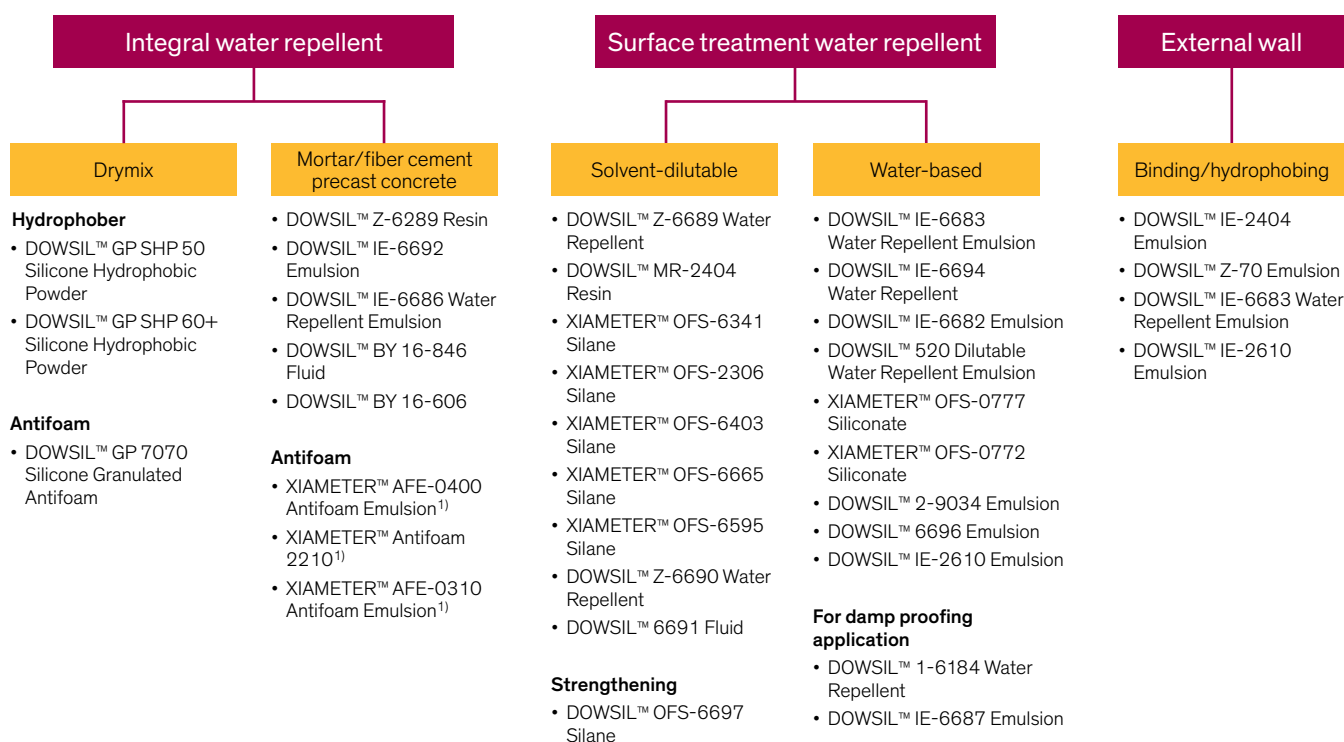 Integral water repellent
Drymix
Hydrophober
• DOWSIL™ GP SHP 50
Silicone Hydrophobic
Powder
• DOWSIL™ GP SHP 60+
Silicone Hydrophobic
Powder
Antifoam
• DOWSIL™ GP 7070
Silicone Granulated
Antifoam
Mortar/fiber cement
precast concrete
• DOWSIL™ Z-6289 Resin
• DOWSIL™ IE-6692
Emulsion
• DOWSIL™ IE-6686 Water
Repellent Emulsion
• DOWSIL™ BY 16-846
Fluid
• DOWSIL™ BY 16-606
Antifoam
• XIAMETER™ AFE-0400
Antifoam Emulsion¹⁾
• XIAMETER™ Antifoam
2210¹⁾
• XIAMETER™ AFE-0310
Antifoam Emulsion¹⁾
Surface treatment water repellent
Solvent-dilutable
• DOWSIL™ Z-6689 Water
Repellent
• DOWSIL™ MR-2404
Resin
• XIAMETER™ OFS-6341
Silane
• XIAMETER™ OFS-2306
Silane
• XIAMETER™ OFS-6403
Silane
• XIAMETER™ OFS-6665
Silane
• XIAMETER™ OFS-6595
Silane
• DOWSIL™ Z-6690 Water
Repellent
• DOWSIL™ 6691 Fluid
Strengthening
• DOWSIL™ OFS-6697
Silane
Water-based
• DOWSIL™ IE-6683
Water Repellent Emulsion
• DOWSIL™ IE-6694
Water Repellent
• DOWSIL™ IE-6682 Emulsion
• DOWSIL™ 520 Dilutable
Water Repellent Emulsion
• XIAMETER™ OFS-0777
Siliconate
• XIAMETER™ OFS-0772
Siliconate
• DOWSIL™ 2-9034 Emulsion
• DOWSIL™ 6696 Emulsion
• DOWSIL™ IE-2610 Emulsion
For damp proofing
application
• DOWSIL™ 1-6184 Water
Repellent
• DOWSIL™ IE-6687 Emulsion
External wall
Binding/hydrophobing
• DOWSIL™ IE-2404
Emulsion
• DOWSIL™ Z-70 Emulsion
• DOWSIL™ IE-6683 Water
Repellent Emulsion
• DOWSIL™ IE-2610
Emulsion